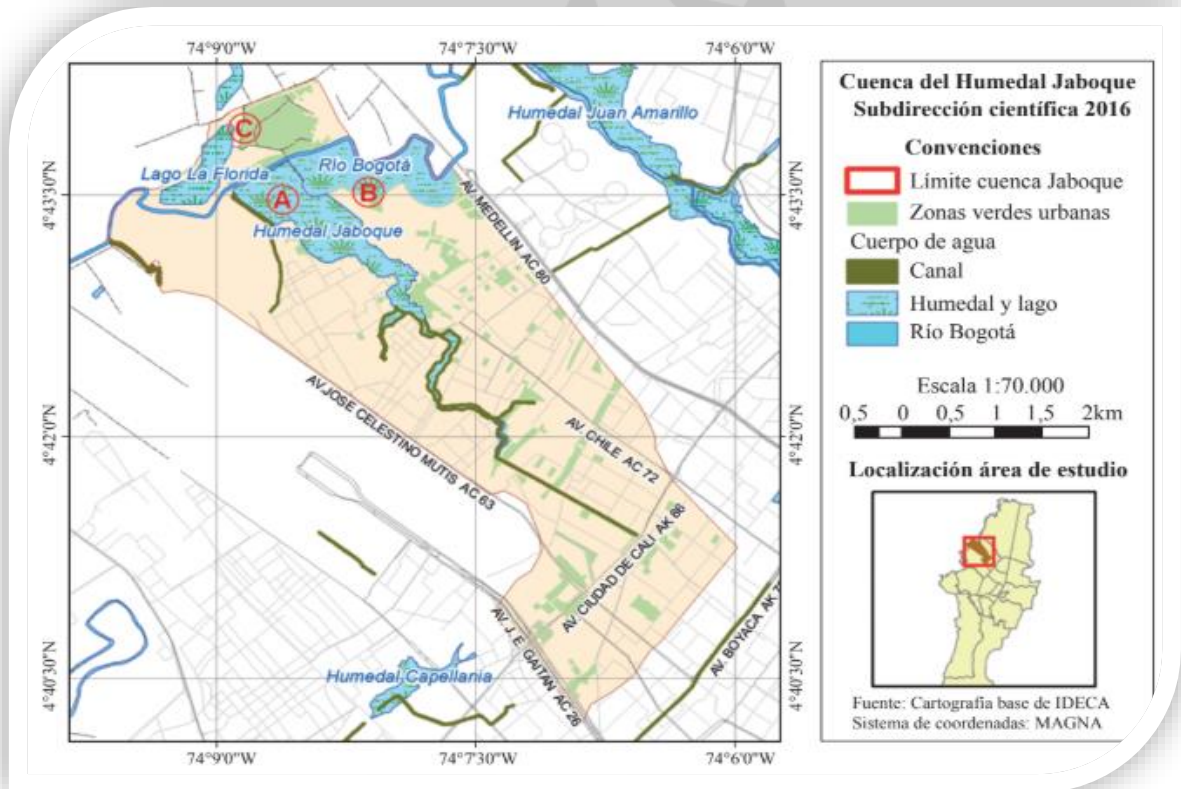 74°9'0"W
74°7'30"W
74°6'0"W
Humedal Juan Amarillo
C
Lago La Florida
Río Bogotá
A
B
Humedal Jaboque
4°43'30"N
4°43'30"N
AV. MEDELLIN AC 80
AV. JOSE CELESTINO MUTIS AC 63
AV. CHILE AC 72
4°42'0"N
4°42'0"N
AV. CIUDAD DE CALI AK 86
AV. BOYACA AK 7
AV. J. E. GAITAN AC 26
Humedal Capellania
4°40'30"N
4°40'30"N
74°9'0"W
74°7'30"W
74°6'0"W
Cuenca del Humedal Jaboque
Subdirección científica 2016
Convenciones
Límite cuenca Jaboque
Zonas verdes urbanas
Cuerpo de agua
Canal
Humedal y lago
Río Bogotá
Escala 1:70.000
0,5 0 0,5 1 1,5 2km
Localización área de estudio
Fuente: Cartografía base de IDECA
Sistema de coordenadas: MAGNA